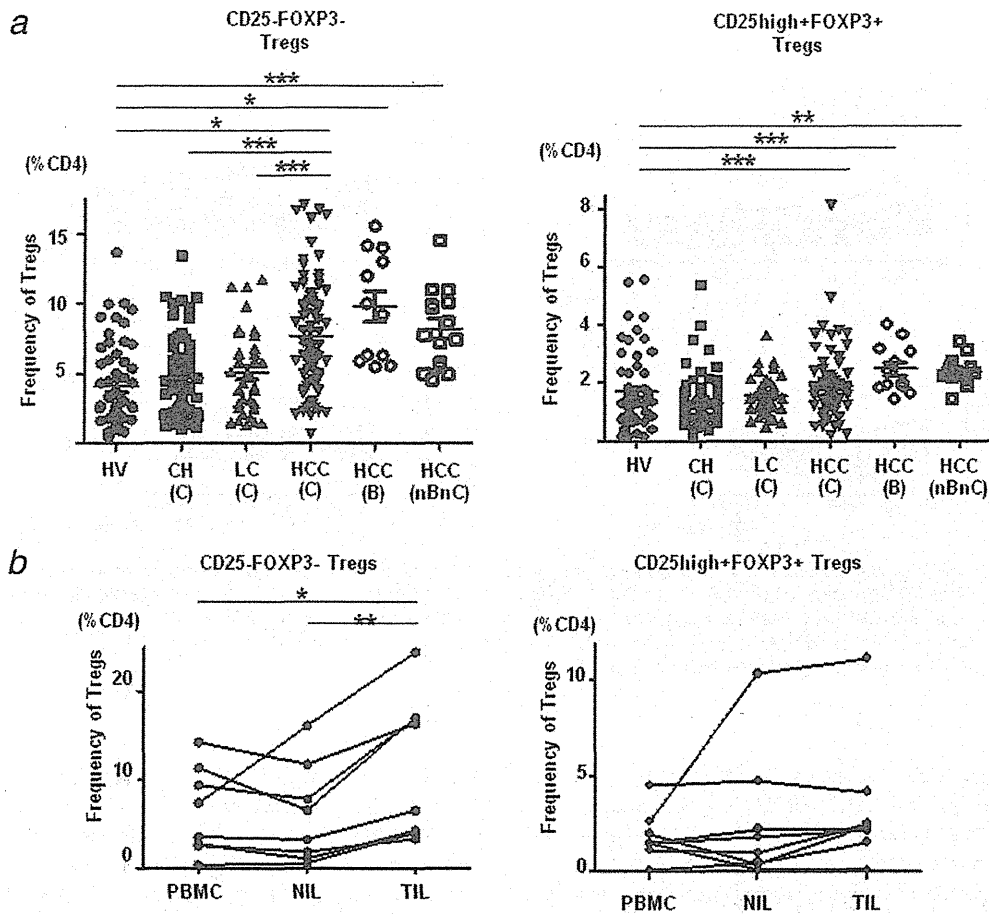 a
CD25-FOXP3-
Tregs
***
*
*
***
***
(%CD4)
Frequency of Tregs
15
10
5
0
HV
CH
(C)
LC
(C)
HCC
(C)
HCC
(B)
HCC
(nBnC)
CD25high+FOXP3+
Tregs
**
***
***
(%CD4)
Frequency of Tregs
8
6
4
2
HV
CH
(C)
LC
(C)
HCC
(C)
HCC
(B)
HCC
(nBnC)
b
CD25-FOXP3- Tregs
*
**
(%CD4)
Frequency of Tregs
20
10
0
PBMC
NIL
TIL
CD25high+FOXP3+ Tregs
(%CD4)
Frequency of Tregs
10
5
0
PBMC
NIL
TIL